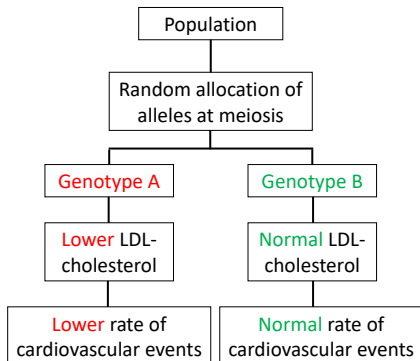 Population
Random allocation of
alleles at meiosis
Genotype A
Genotype B
Lower LDL-
cholesterol
Normal LDL-
cholesterol
Lower rate of
cardiovascular events
Normal rate of
cardiovascular events